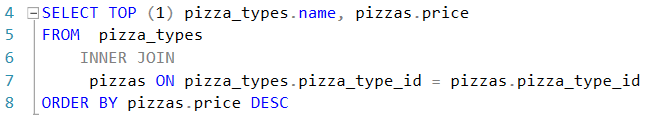 4 SELECT TOP (1) pizza_types.name, pizzas.price
5 FROM  pizza_types
6     INNER JOIN
7      pizzas ON pizza_types.pizza_type_id = pizzas.pizza_type_id
8 ORDER BY pizzas.price DESC